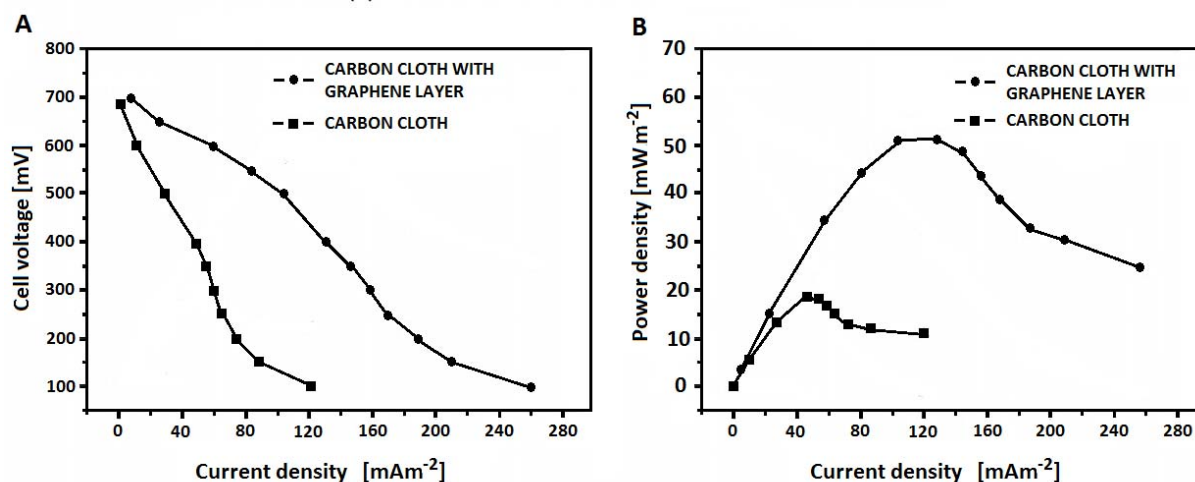 A
800
700
600
500
400
300
200
100
0 40 80 120 160 200 240 280
Cell voltage [mV]
Current density [mAm⁻²]
CARBON CLOTH WITH
GRAPHENE LAYER
CARBON CLOTH
B
70
60
50
40
30
20
10
0
0 40 80 120 160 200 240 280
Power density [mW m⁻²]
Current density [mAm⁻²]
CARBON CLOTH WITH
GRAPHENE LAYER
CARBON CLOTH